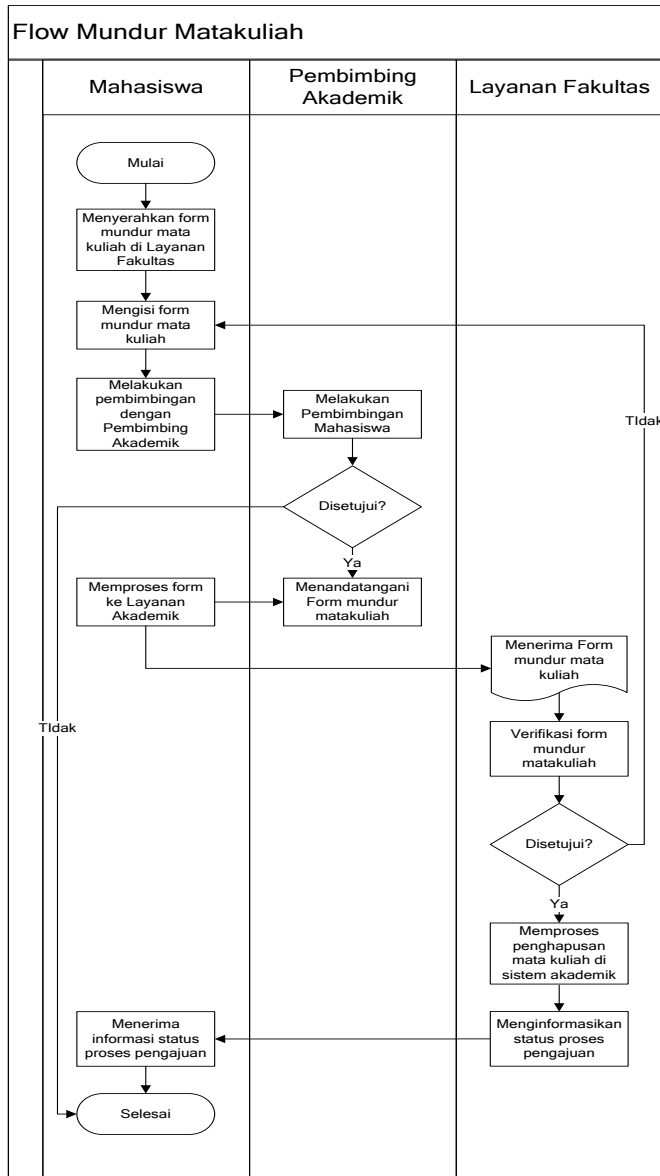 Flow Mundur Matakuliah
Mahasiswa
Pembimbing
Akademik
Layanan Fakultas
Mulai
Menyerahkan form
mundur mata
kuliah di Layanan
Fakultas
Mengisi form
mundur mata
kuliah
Melakukan
pembimbingan
dengan
Pembimbing
Akademik
Melakukan
Pembimbingan
Mahasiswa
TIdak
Disetujui?
Ya
Memproses form
ke Layanan
Akademik
Menandatangani
Form mundur
matakuliah
Menerima Form
mundur mata
kuliah
TIdak
Verifikasi form
mundur
matakuliah
Disetujui?
Ya
Memproses
penghapusan
mata kuliah di
sistem akademik
Menerima
informasi status
proses pengajuan
Menginformasikan
status proses
pengajuan
Selesai